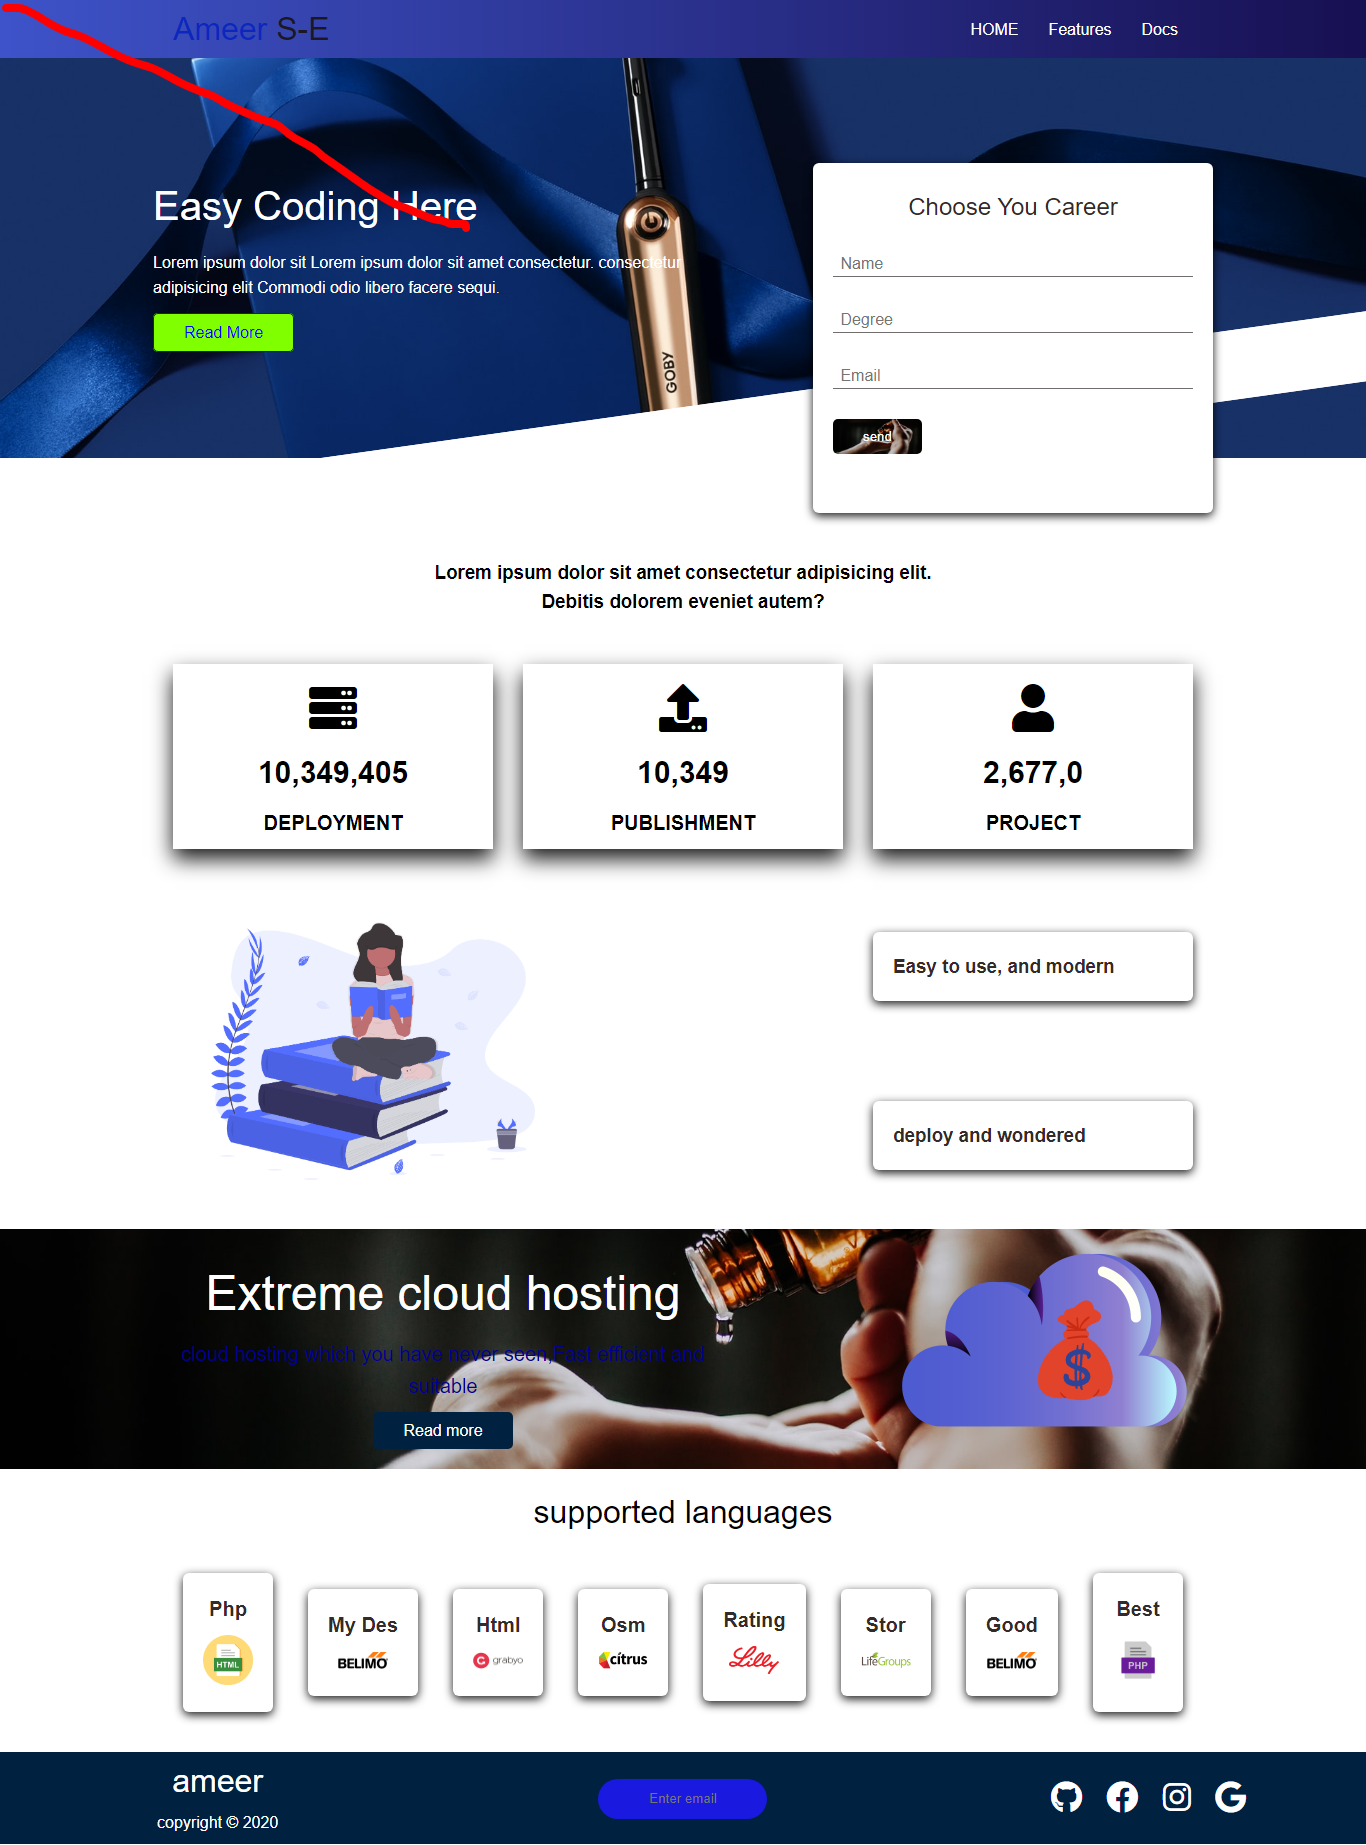 Ameer S-E
HOME Features Docs
Easy Coding Here
Lorem ipsum dolor sit Lorem ipsum dolor sit amet consectetur. consectetur
adipisicing elit Commodi odio libero facere sequi.
Read More
GOBY
Choose You Career
Name
Degree
Email
send
Lorem ipsum dolor sit amet consectetur adipisicing elit.
Debitis dolorem eveniet autem?
10,349,405
DEPLOYMENT
10,349
PUBLISHMENT
2,677,0
PROJECT
Easy to use, and modern
deploy and wondered
Extreme cloud hosting
cloud hosting which you have never seen,Fast efficient and
suitable
Read more
$
supported languages
Php
HTML
My Des
BELIMO
Html
grabyo
Osm
citrus
Rating
Lilly
Stor
LifeGroups
Good
BELIMO
Best
PHP
ameer
copyright © 2020
Enter email